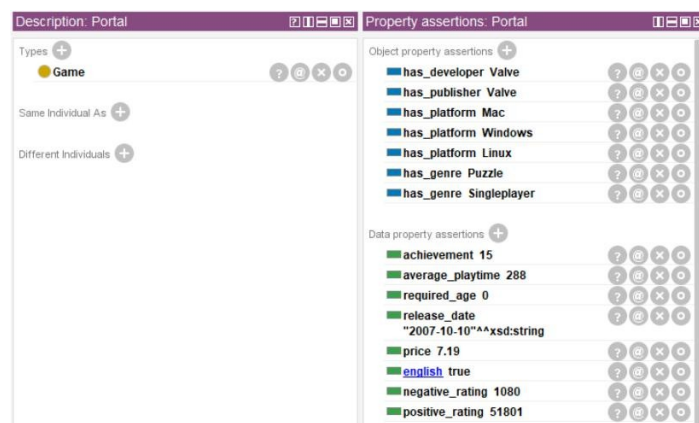 Description: Portal
Types
Game
Same Individual As
Different Individuals
Property assertions: Portal
Object property assertions
has_developer Valve
has_publisher Valve
has_platform Mac
has_platform Windows
has_platform Linux
has_genre Puzzle
has_genre Singleplayer
Data property assertions
achievement 15
average_playtime 288
required_age 0
release_date
"2007-10-10"^^xsd:string
price 7.19
english true
negative_rating 1080
positive_rating 51801